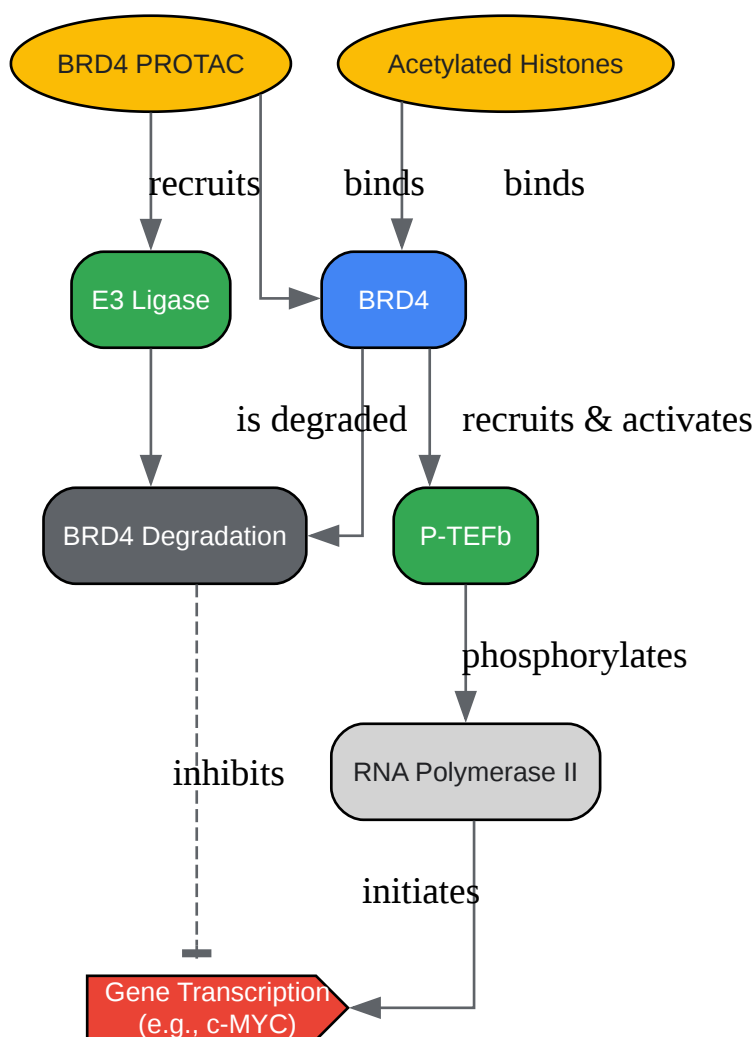 BRD4 PROTAC
Acetylated Histones
recruits
binds
binds
E3 Ligase
BRD4
is degraded
recruits & activates
BRD4 Degradation
P-TEFb
phosphorylates
RNA Polymerase II
inhibits
initiates
Gene Transcription
(e.g., c-MYC)